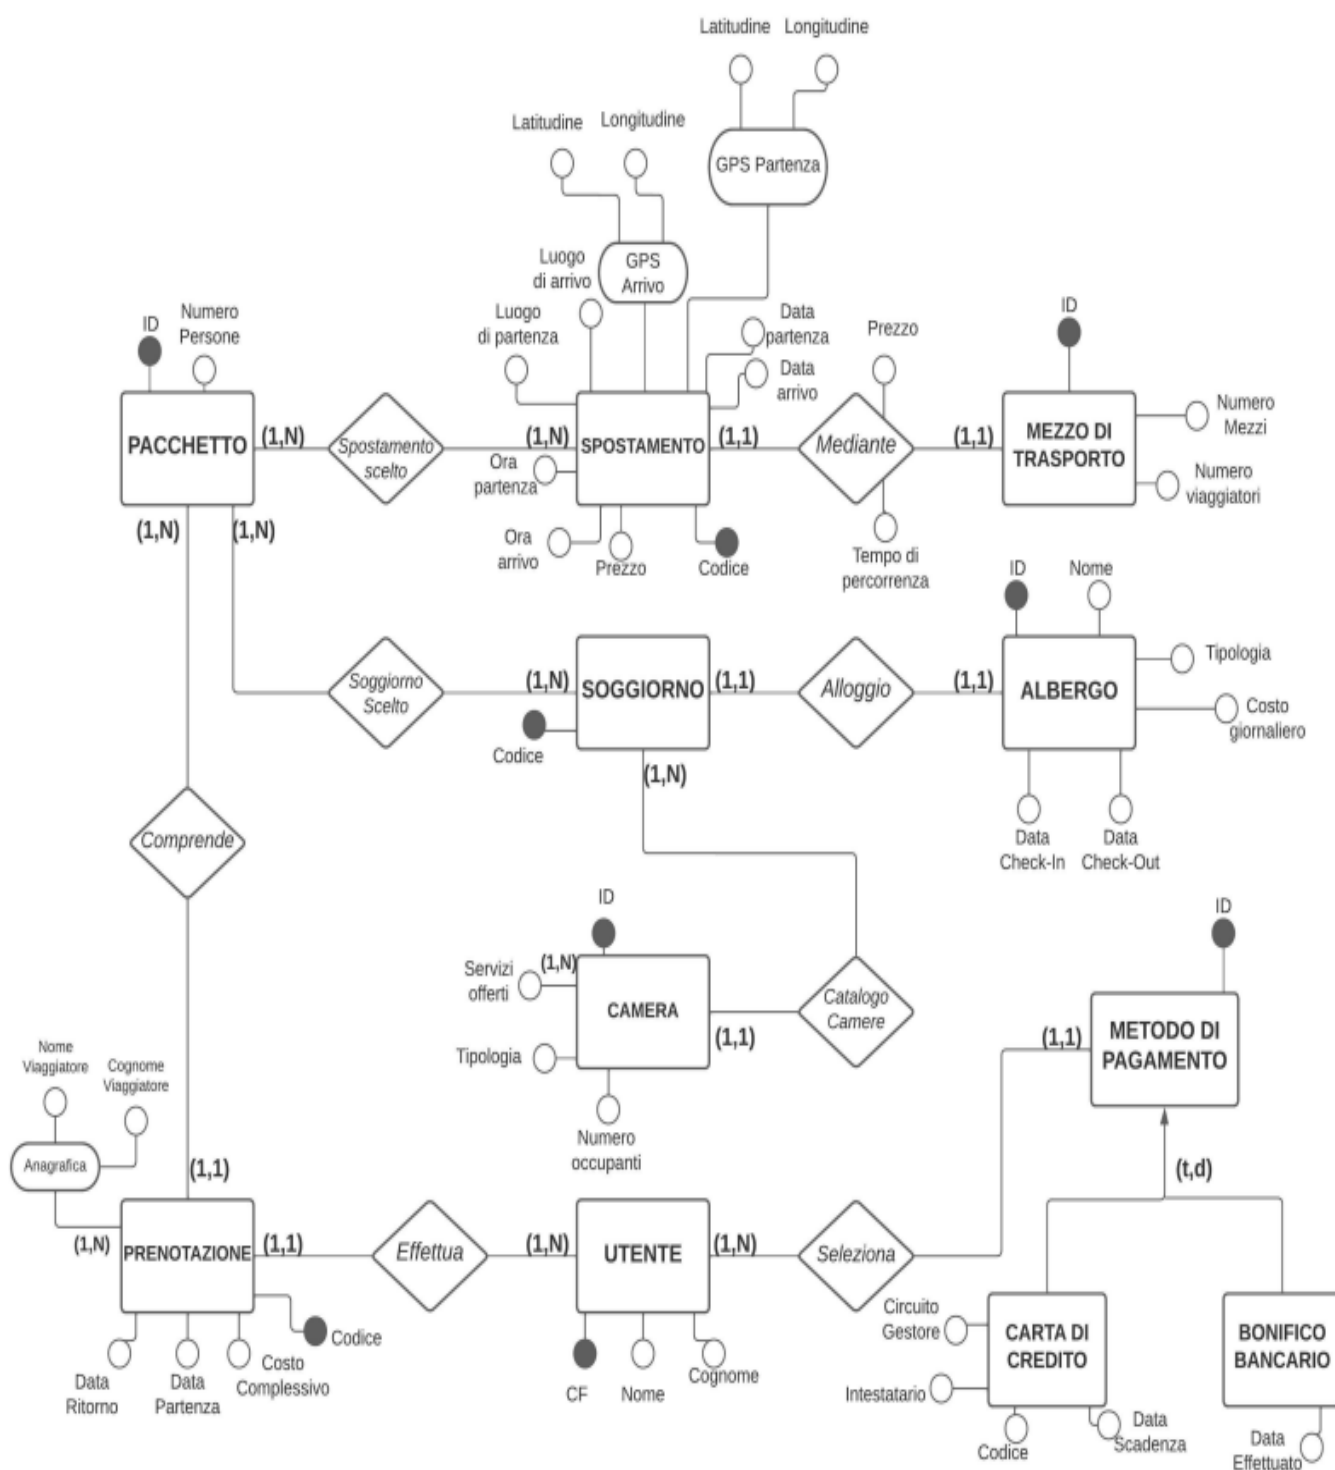 Latitudine
Longitudine
GPS Partenza
Latitudine
Longitudine
Luogo
di arrivo
GPS
Arrivo
ID
Numero
Persone
Luogo
di partenza
Data
partenza
Data
arrivo
Prezzo
ID
PACCHETTO
(1,N)
Spostamento
scelto
(1,N)
SPOSTAMENTO
(1,1)
Mediante
(1,1)
MEZZO DI
TRASPORTO
Numero
Mezzi
Numero
viaggiatori
Ora
partenza
Ora
arrivo
Prezzo
Codice
Tempo di
percorrenza
(1,N)
(1,N)
ID
Nome
Tipologia
Soggiorno
Scelto
(1,N)
SOGGIORNO
(1,1)
Alloggio
(1,1)
ALBERGO
Costo
giornaliero
Codice
(1,N)
Data
Check-In
Data
Check-Out
Comprende
ID
Servizi
offerti
(1,N)
CAMERA
(1,1)
Catalogo
Camere
Tipologia
Numero
occupanti
ID
METODO DI
PAGAMENTO
(1,1)
(t,d)
Nome
Viaggiatore
Cognome
Viaggiatore
Anagrafica
(1,N)
(1,1)
PRENOTAZIONE
(1,1)
Effettua
(1,N)
UTENTE
(1,N)
Seleziona
Data
Ritorno
Data
Partenza
Costo
Complessivo
Codice
CF
Nome
Cognome
Circuito
Gestore
CARTA DI
CREDITO
Intestatario
Codice
Data
Scadenza
BONIFICO
BANCARIO
Data
Effettuato